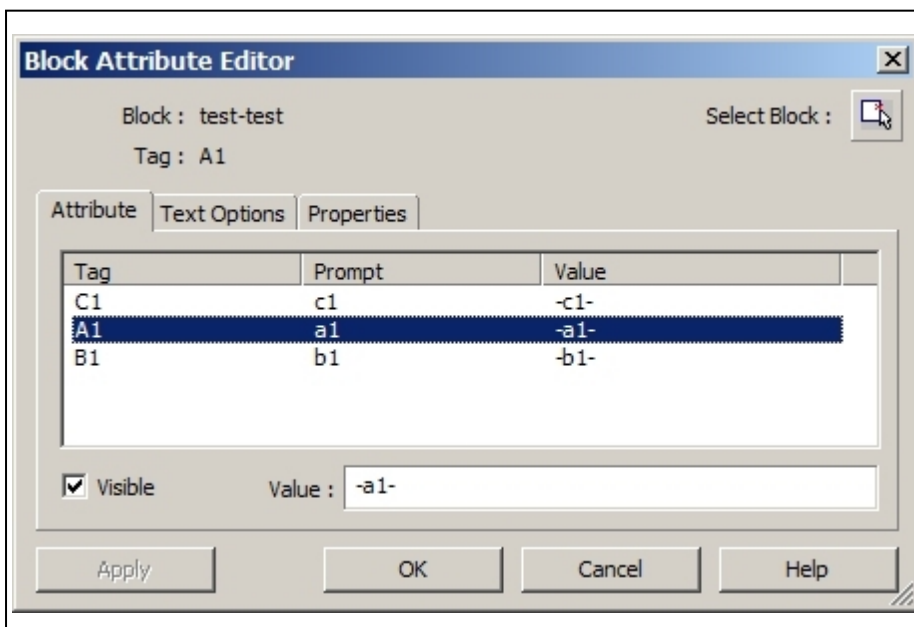 Block Attribute Editor
Block : test-test Select Block :
Tag : A1
Attribute Text Options Properties
Tag Prompt Value
C1 c1 -c1-
A1 a1 -a1-
B1 b1 -b1-
Visible Value : -a1-
Apply OK Cancel Help